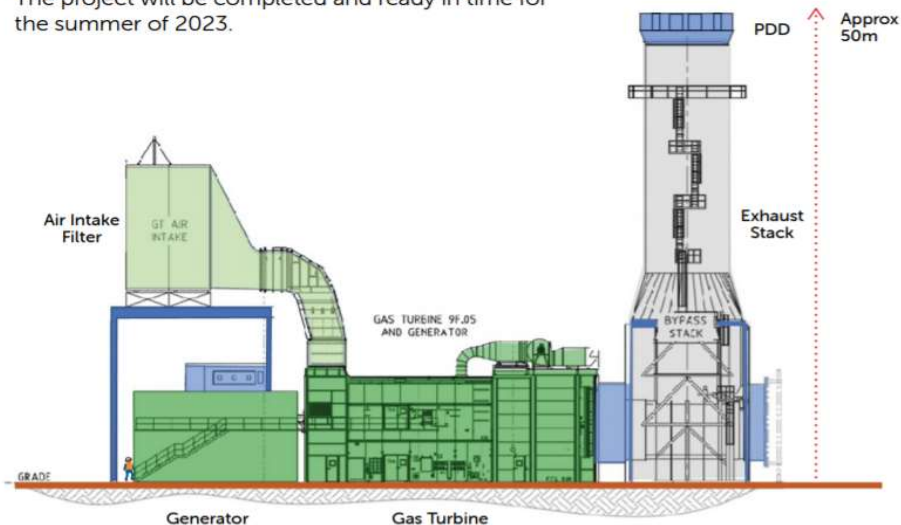 The project will be completed and ready in time for
the summer of 2023.
PDD
Approx
50m
Air Intake
Filter
GT AIR
INTAKE
Exhaust
Stack
GAS TURBINE 9F.05
AND GENERATOR
BYPASS
STACK
GRADE
Generator
Gas Turbine